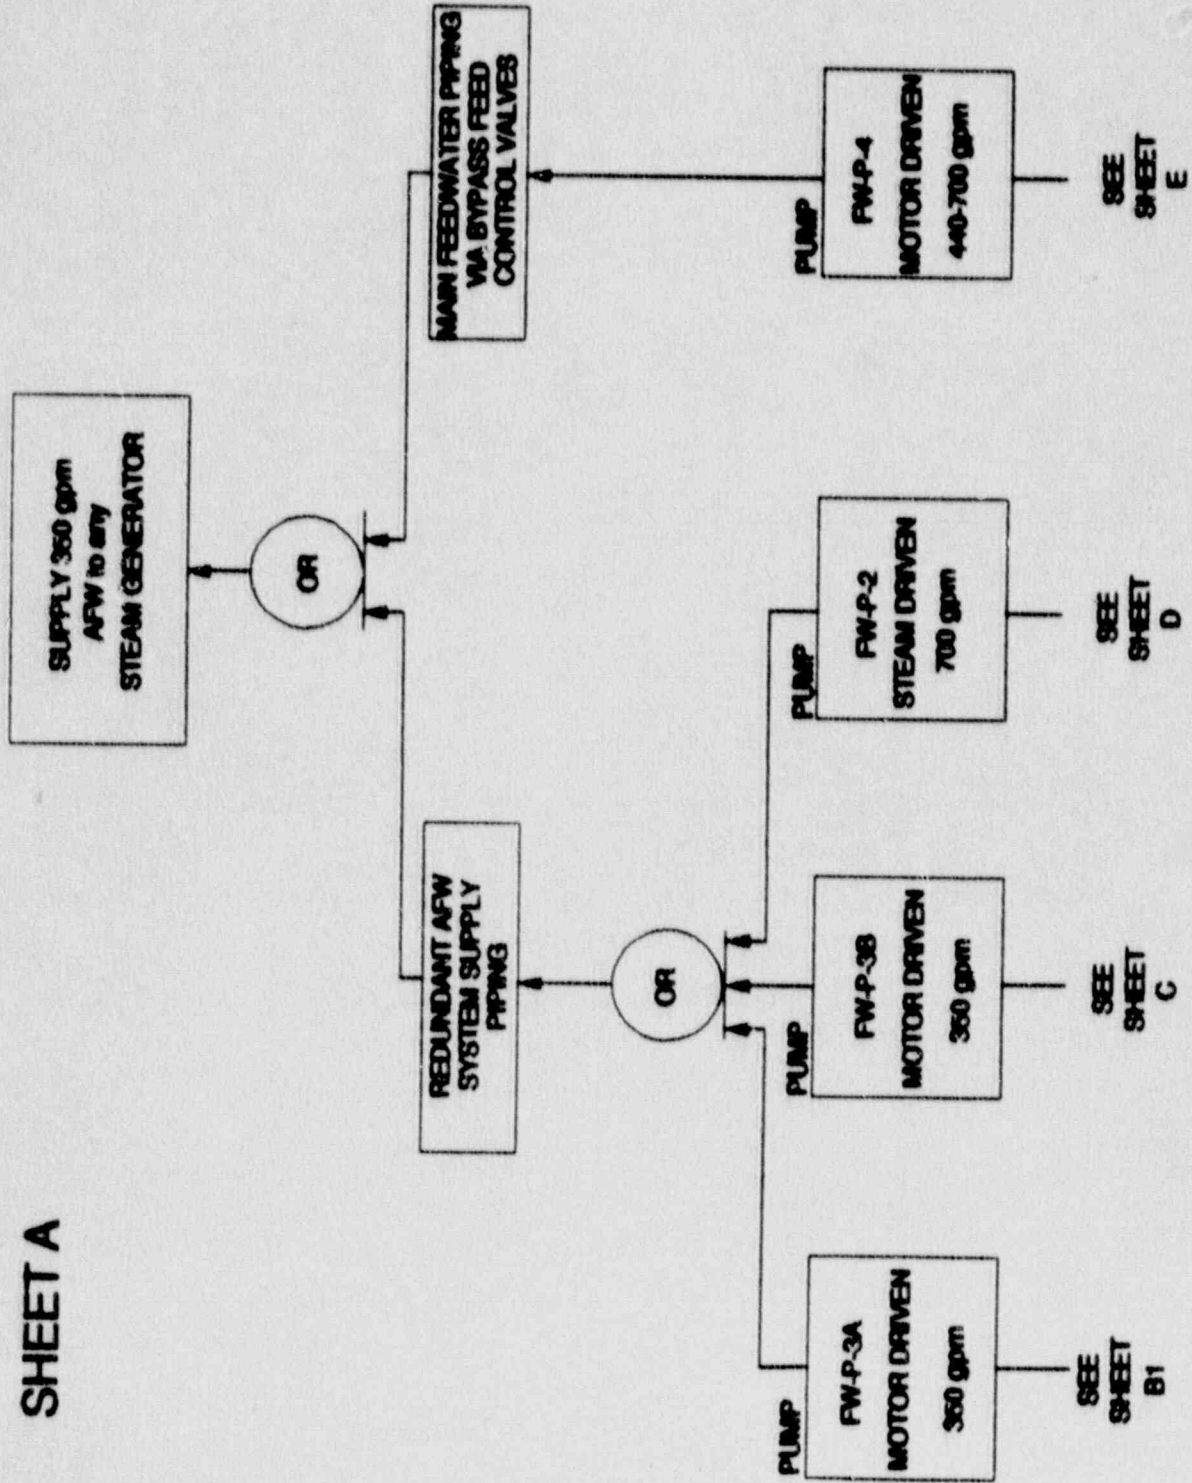 SHEET A
SUPPLY 350 gpm
AFW to any
STEAM GENERATOR
OR
REDUNDANT AFW
SYSTEM SUPPLY
PIPING
MAIN FEEDWATER PIPING
VIA BYPASS FEED
CONTROL VALVES
OR
PUMP
FW-P-3A
MOTOR DRIVEN
350 gpm
PUMP
FW-P-3B
MOTOR DRIVEN
350 gpm
PUMP
FW-P-2
STEAM DRIVEN
700 gpm
PUMP
FW-P-4
MOTOR DRIVEN
440-700 gpm
SEE
SHEET
B1
SEE
SHEET
C
SEE
SHEET
D
SEE
SHEET
E